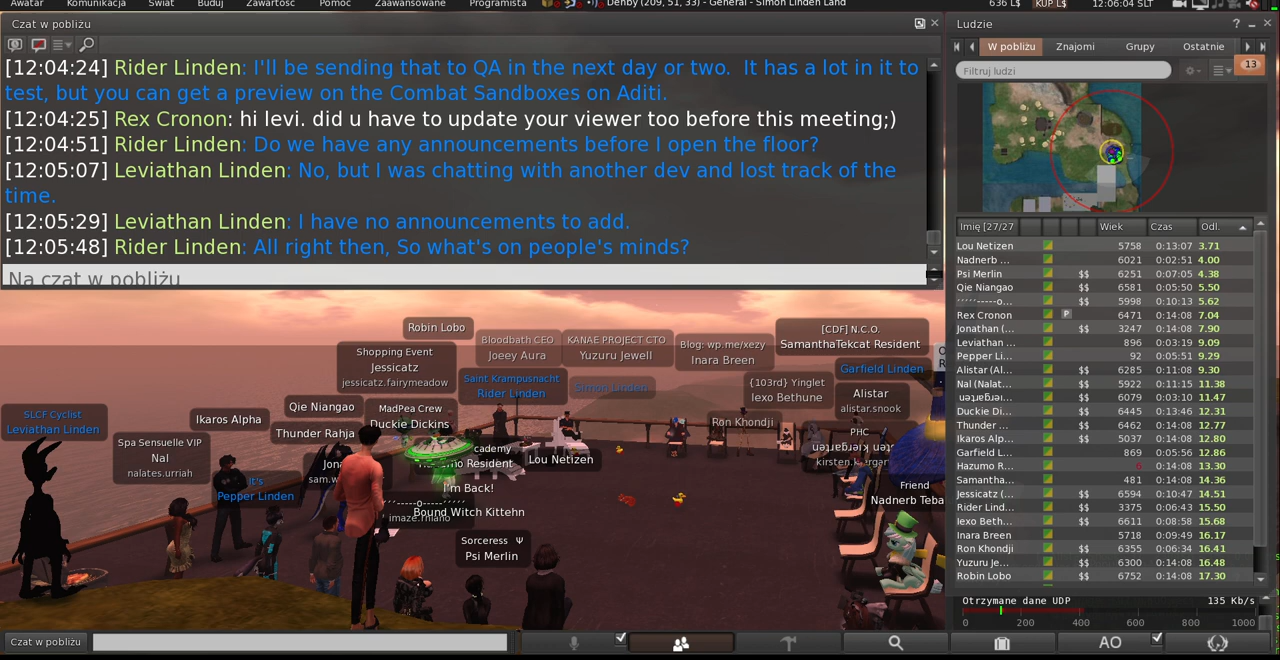 Awatar Komunikacja Świat Buduj Zawartość Pomoc Zaawansowane Programista Denby (209, 51, 33) - General - Simon Linden Land 636 L$ KUP L$ 12:06:04 SLT
Czat w pobliżu
[12:04:24] Rider Linden: I'll be sending that to QA in the next day or two. It has a lot in it to
test, but you can get a preview on the Combat Sandboxes on Aditi.
[12:04:25] Rex Cronon: hi levi. did u have to update your viewer too before this meeting;)
[12:04:51] Rider Linden: Do we have any announcements before I open the floor?
[12:05:07] Leviathan Linden: No, but I was chatting with another dev and lost track of the
time.
[12:05:29] Leviathan Linden: I have no announcements to add.
[12:05:48] Rider Linden: All right then, So what's on people's minds?
Na czat w pobliżu
Robin Lobo
Bloodbath CEO
Joeey Aura
KANAE PROJECT CTO
Yuzuru Jewell
Blog: wp.me/xezy
Inara Breen
[CDF] N.C.O.
SamanthaTekcat Resident
Shopping Event
Jessicatz
jessicatz.fairymeadow
Saint Krampusnacht
Rider Linden
Simon Linden
Garfield Linden
{103rd} Yinglet
Iexo Bethune
Alistar
alistar.snook
SLCF Cyclist
Leviathan Linden
Ikaros Alpha
Qie Niangao
MadPea Crew
Duckie Dickins
Thunder Rahja
Ron Khondji
Spa Sensuelle VIP
Nal
nalates.urriah
Lou Netizen
PHC
It's
Pepper Linden
I'm Back!
Bound Witch Kittehn
Friend
Nadnerb Teba
Sorceress Ψ
Psi Merlin
Czat w pobliżu
AO
Ludzie
? _ ×
W pobliżu Znajomi Grupy Ostatnie
Filtruj ludzi
13
Imię [27/27 Wiek Czas Odl.
Lou Netizen 5758 0:13:07 3.71
Nadnerb ... 6021 0:02:51 4.00
Psi Merlin $$ 6251 0:07:05 4.38
Qie Niangao $$ 6581 0:05:50 5.50
$$ 5998 0:10:13 5.62
Rex Cronon P 6471 0:14:08 7.04
Jonathan (... $$ 3247 0:14:08 7.90
Leviathan ... 896 0:03:19 9.09
Pepper Li... 92 0:05:51 9.29
Alistar (Al... $$ 6285 0:11:08 9.30
Nal (Nalat... $$ 5922 0:11:15 11.38
$$ 6079 0:03:10 11.47
Duckie Di... $$ 6445 0:13:46 12.31
Thunder ... $$ 6462 0:14:08 12.77
Ikaros Alp... $$ 5037 0:14:08 12.80
Garfield L... 869 0:05:56 12.86
Hazumo R... 6 0:14:08 13.30
Samantha... 481 0:14:08 14.36
Jessicatz (... $$ 6594 0:10:47 14.51
Rider Lind... $$ 3375 0:06:43 15.50
Iexo Beth... $$ 6611 0:08:58 15.68
Inara Breen 5718 0:09:49 16.17
Ron Khondji $$ 6355 0:06:34 16.41
Yuzuru Je... $$ 6300 0:14:08 16.48
Robin Lobo $$ 6752 0:14:08 17.30
Otrzymane dane UDP 135 Kb/s
0 200 400 600 800 1000